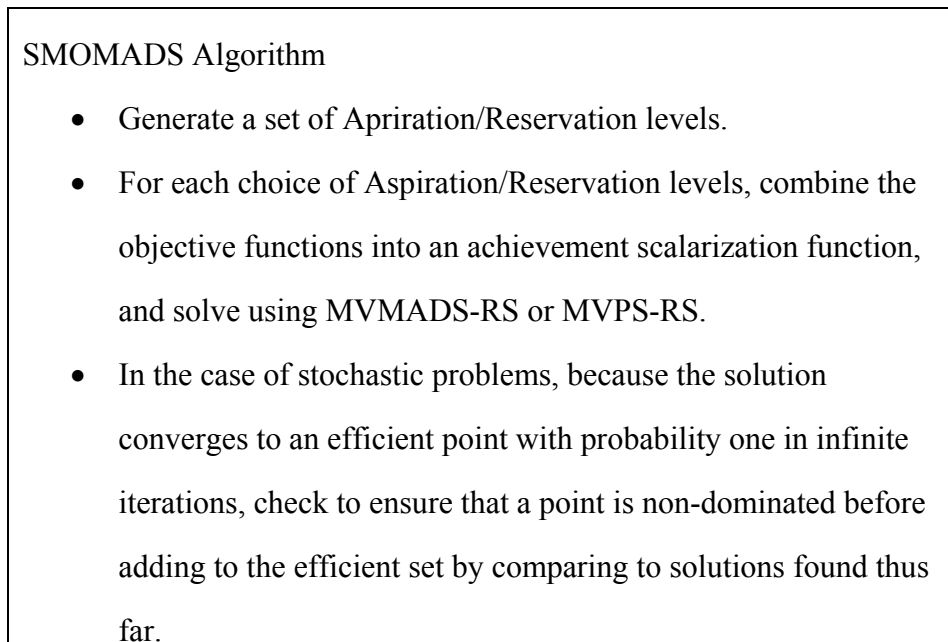 SMOMADS Algorithm
• Generate a set of Apriration/Reservation levels.
• For each choice of Aspiration/Reservation levels, combine the
objective functions into an achievement scalarization function,
and solve using MVMADS-RS or MVPS-RS.
• In the case of stochastic problems, because the solution
converges to an efficient point with probability one in infinite
iterations, check to ensure that a point is non-dominated before
adding to the efficient set by comparing to solutions found thus
far.